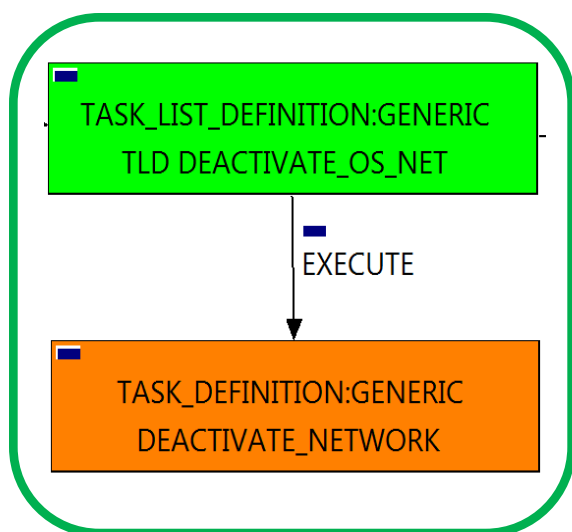 TASK_LIST_DEFINITION:GENERIC
TLD DEACTIVATE_OS_NET
EXECUTE
TASK_DEFINITION:GENERIC
DEACTIVATE_NETWORK